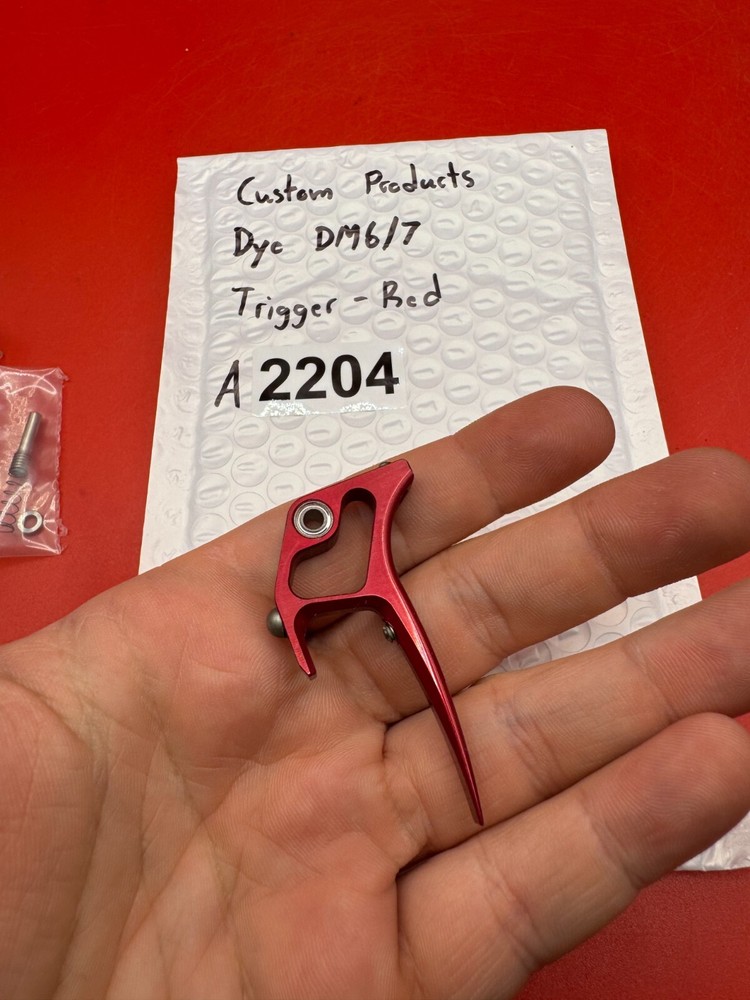 Custom Products
Dye DM6/7
Trigger - Red
A 2204